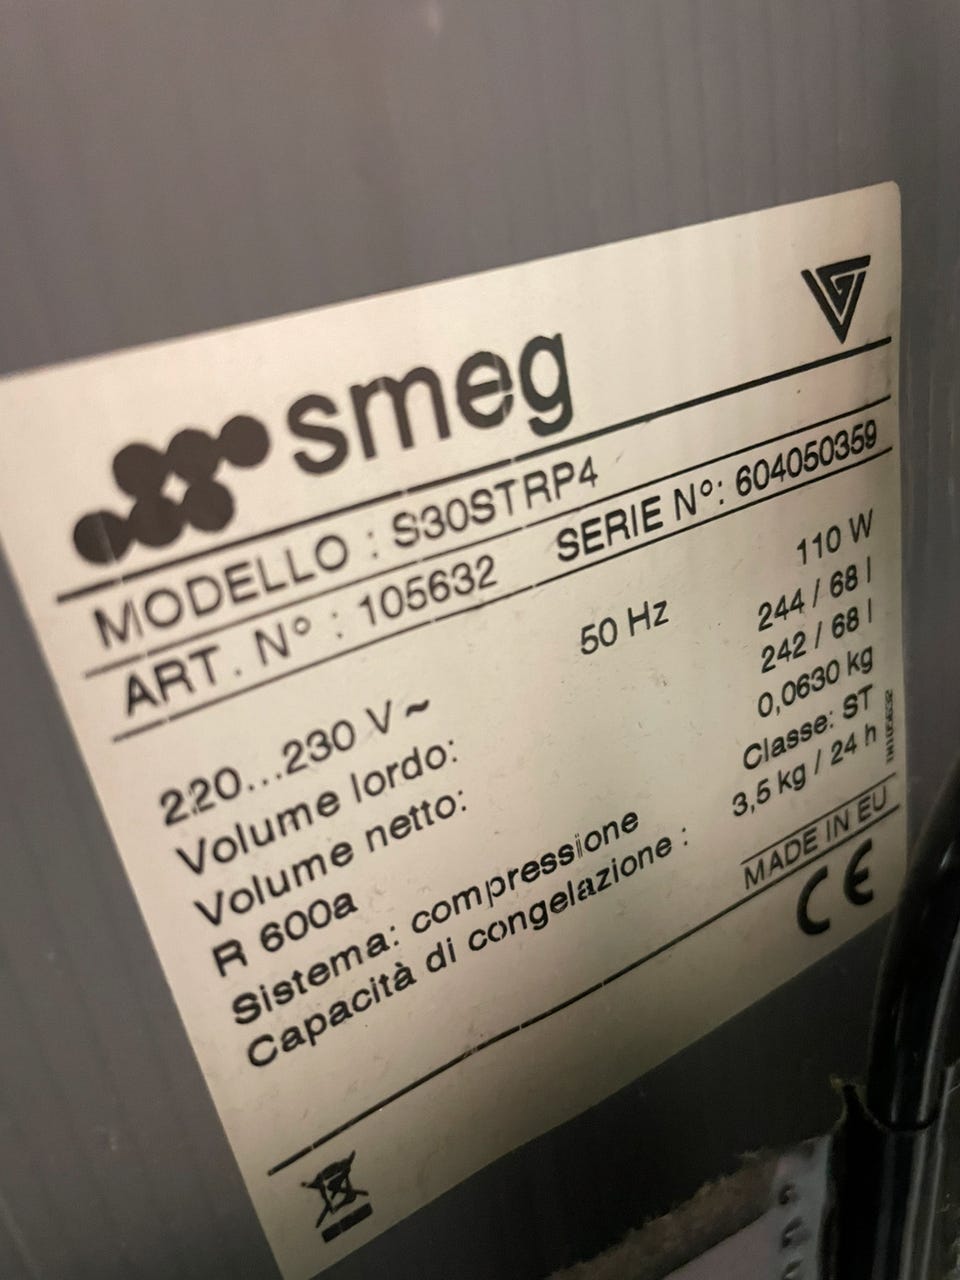 smeg
MODELLO : S30STRP4
ART. N° : 105632 SERIE N°: 604050359
220...230 V ~ 50 Hz 110 W
Volume lordo: 244 / 68 l
Volume netto: 242 / 68 l
R 600a 0,0630 kg
Sistema: compressione Classe: ST
Capacità di congelazione : 3,5 kg / 24 h
MADE IN EU
CE